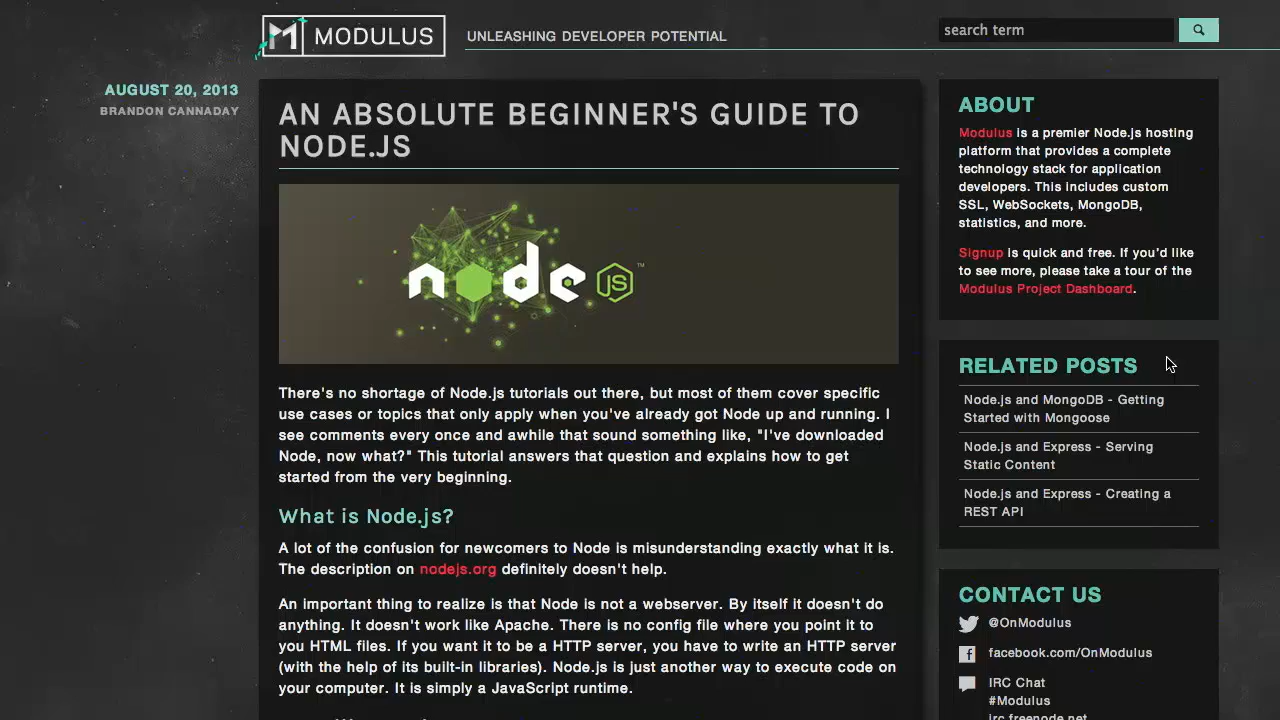 MODULUS
UNLEASHING DEVELOPER POTENTIAL
search term
AUGUST 20, 2013
BRANDON CANNADAY
AN ABSOLUTE BEGINNER'S GUIDE TO
NODE.JS
node JS™
There's no shortage of Node.js tutorials out there, but most of them cover specific
use cases or topics that only apply when you've already got Node up and running. I
see comments every once and awhile that sound something like, "I've downloaded
Node, now what?" This tutorial answers that question and explains how to get
started from the very beginning.
What is Node.js?
A lot of the confusion for newcomers to Node is misunderstanding exactly what it is.
The description on nodejs.org definitely doesn't help.
An important thing to realize is that Node is not a webserver. By itself it doesn't do
anything. It doesn't work like Apache. There is no config file where you point it to
you HTML files. If you want it to be a HTTP server, you have to write an HTTP server
(with the help of its built-in libraries). Node.js is just another way to execute code on
your computer. It is simply a JavaScript runtime.
ABOUT
Modulus is a premier Node.js hosting
platform that provides a complete
technology stack for application
developers. This includes custom
SSL, WebSockets, MongoDB,
statistics, and more.
Signup is quick and free. If you'd like
to see more, please take a tour of the
Modulus Project Dashboard.
RELATED POSTS
Node.js and MongoDB - Getting
Started with Mongoose
Node.js and Express - Serving
Static Content
Node.js and Express - Creating a
REST API
CONTACT US
@OnModulus
facebook.com/OnModulus
IRC Chat
#Modulus
irc.freenode.net